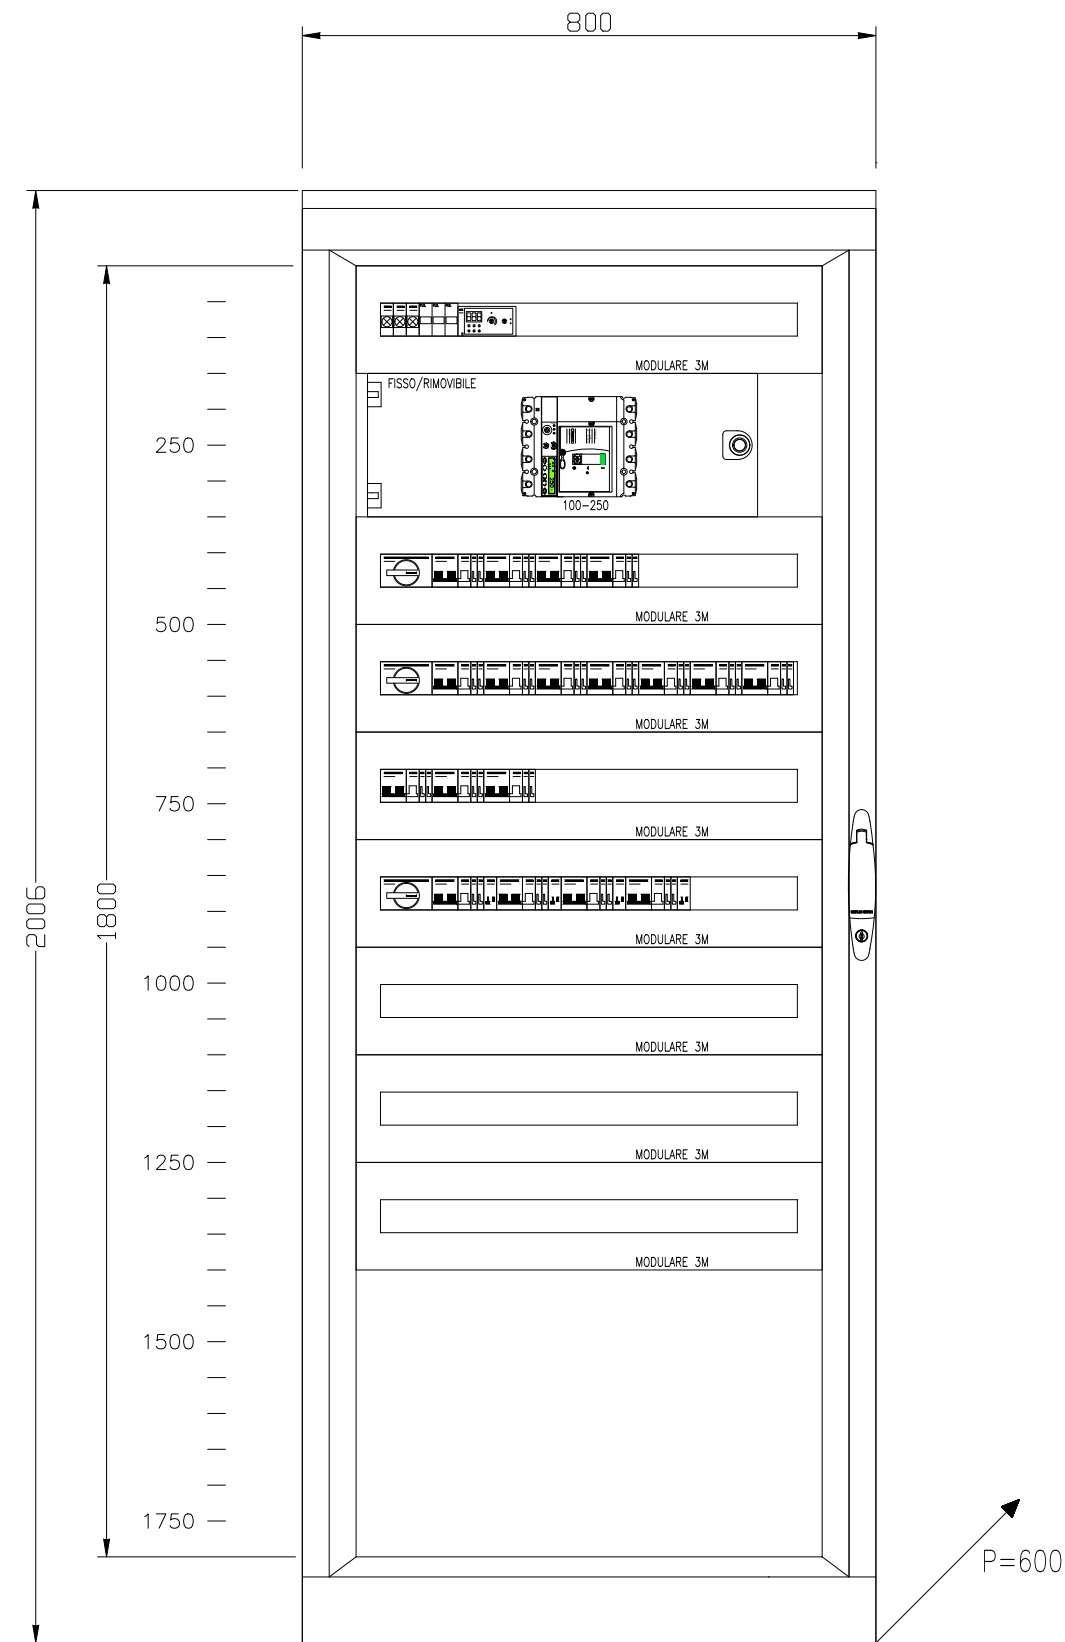 800
MODULARE 3M
FISSO/RIMOVIBILE
250
100-250
500
MODULARE 3M
MODULARE 3M
750
MODULARE 3M
2006
1800
MODULARE 3M
1000
MODULARE 3M
1250
MODULARE 3M
MODULARE 3M
1500
1750
P=600